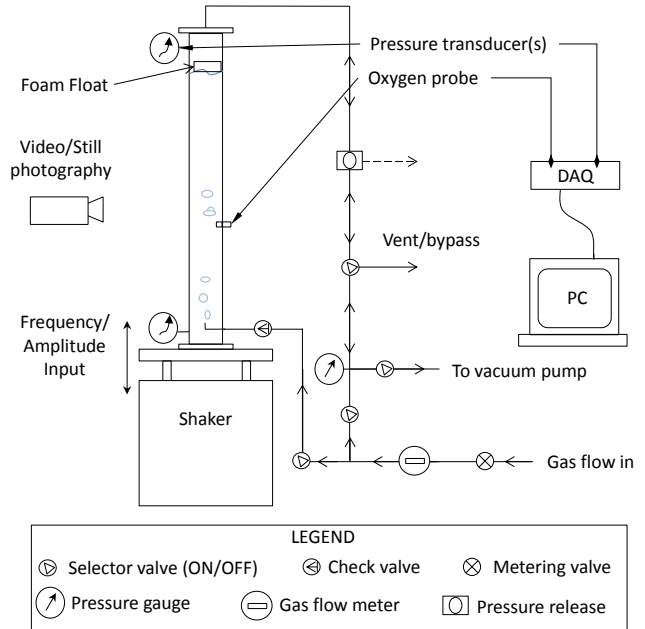 Pressure transducer(s)
Foam Float
Oxygen probe
Video/Still
photography
DAQ
Vent/bypass
PC
Frequency/
Amplitude
Input
To vacuum pump
Shaker
Gas flow in
LEGEND
Selector valve (ON/OFF)
Check valve
Metering valve
Pressure gauge
Gas flow meter
Pressure release